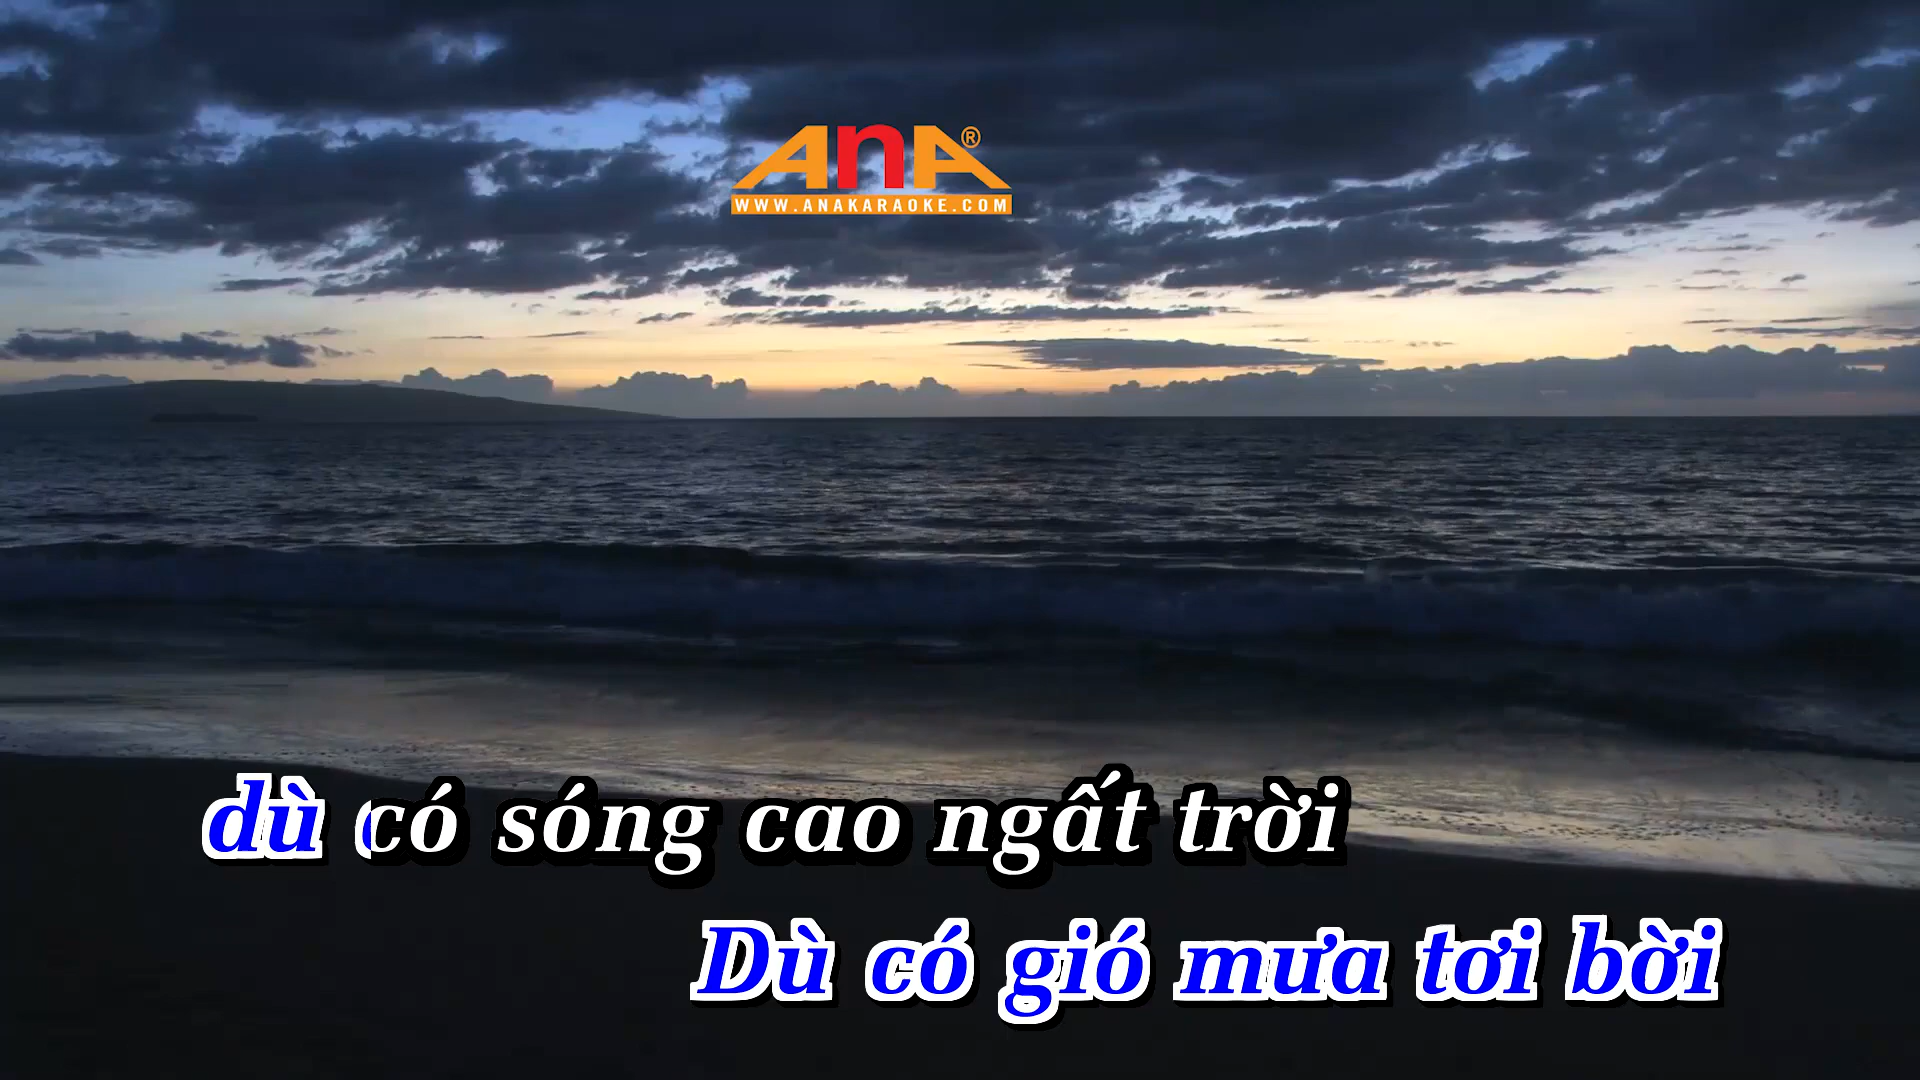 AnA®
WWW.ANAKARAOKE.COM
dù có sóng cao ngất trời
Dù có gió mưa tơi bời